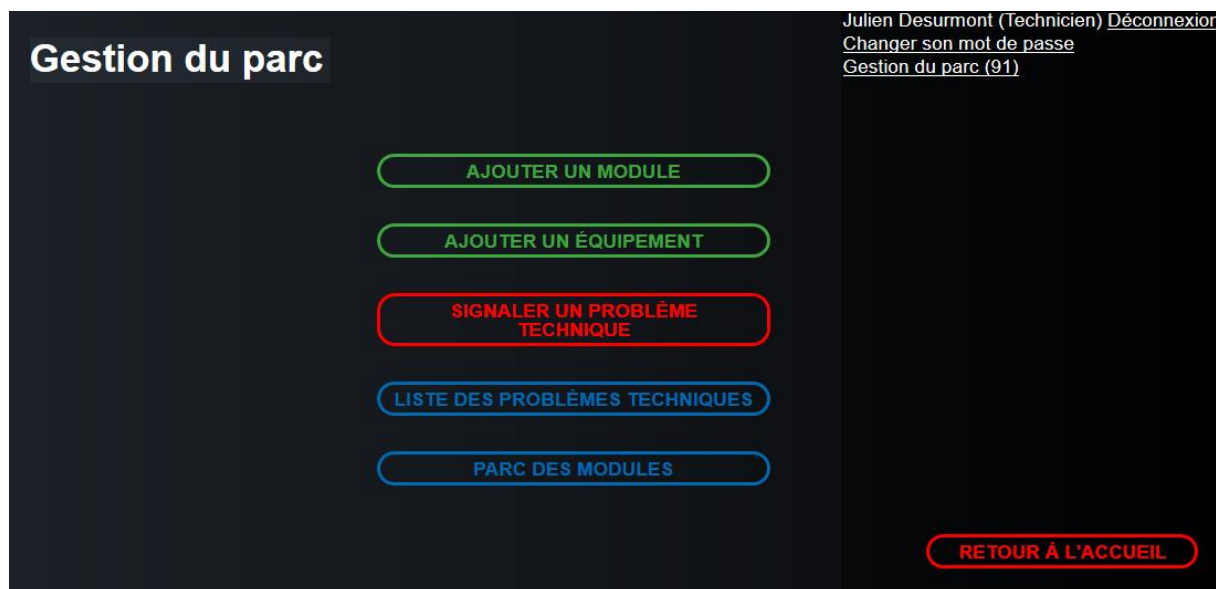 Julien Desurmont (Technicien) Déconnexion
Changer son mot de passe
Gestion du parc (91)
Gestion du parc
AJOUTER UN MODULE
AJOUTER UN ÉQUIPEMENT
SIGNALER UN PROBLÈME
TECHNIQUE
LISTE DES PROBLÈMES TECHNIQUES
PARC DES MODULES
RETOUR À L'ACCUEIL